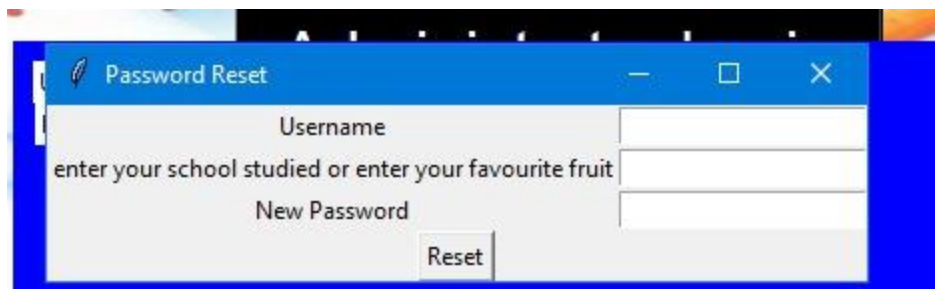 Password Reset
Username
enter your school studied or enter your favourite fruit
New Password
Reset